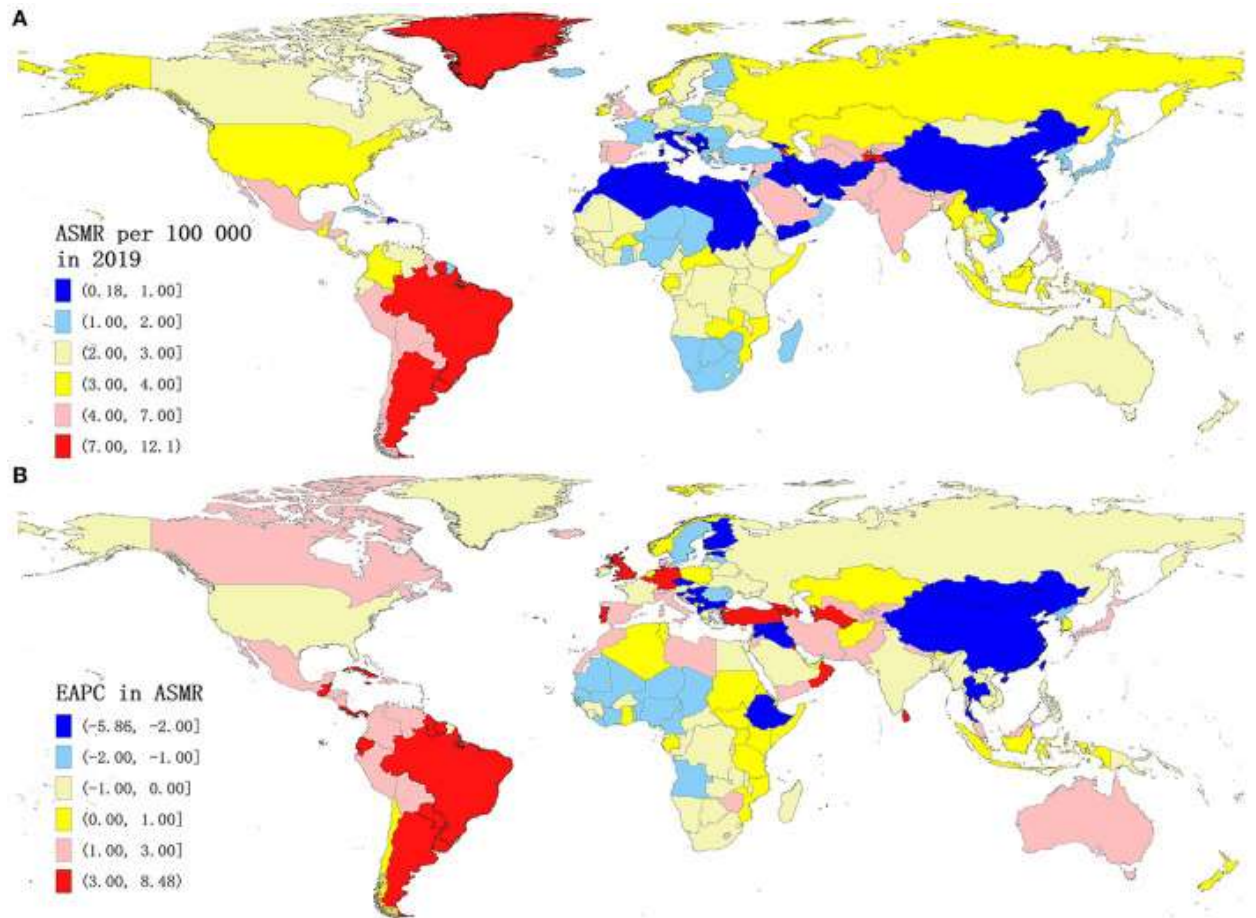 A
ASMR per 100 000
in 2019
(0.18, 1.00]
(1.00, 2.00]
(2.00, 3.00]
(3.00, 4.00]
(4.00, 7.00]
(7.00, 12.1)
B
EAPC in ASMR
(-5.86, -2.00]
(-2.00, -1.00]
(-1.00, 0.00]
(0.00, 1.00]
(1.00, 3.00]
(3.00, 8.48)